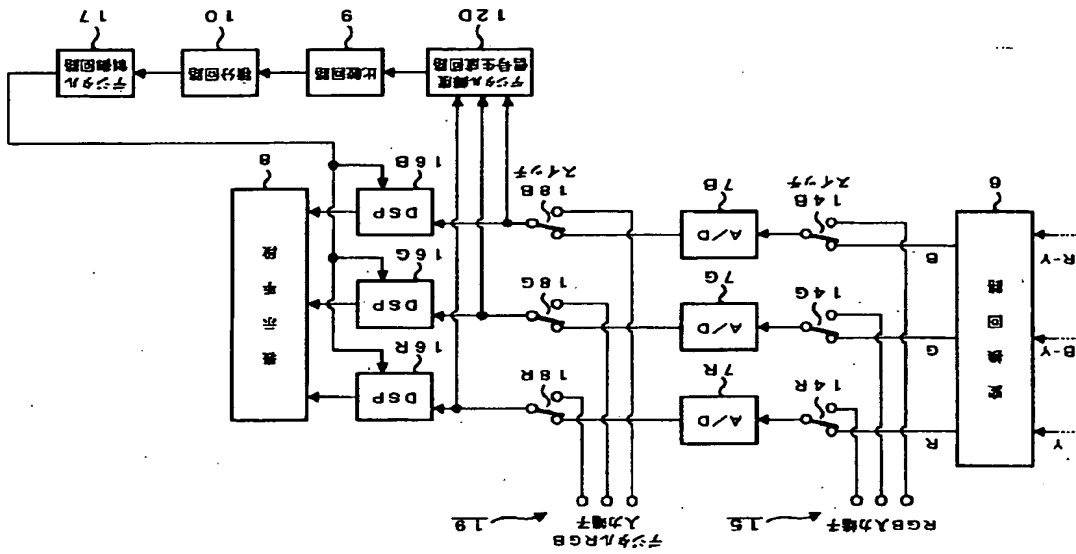 RGB入力端子
15
デジタルRGB
入力端子
19
Y
R
14R
7R
A/D
18R
DSP
16R
B-Y
G
14G
7G
A/D
18G
DSP
16G
R-Y
B
14B
スイッチ
7B
A/D
18B
スイッチ
DSP
16B
変換回路
6
表示手段
8
デジタル輝度
信号生成回路
12D
比較回路
9
積分回路
10
デジタル
制御回路
17